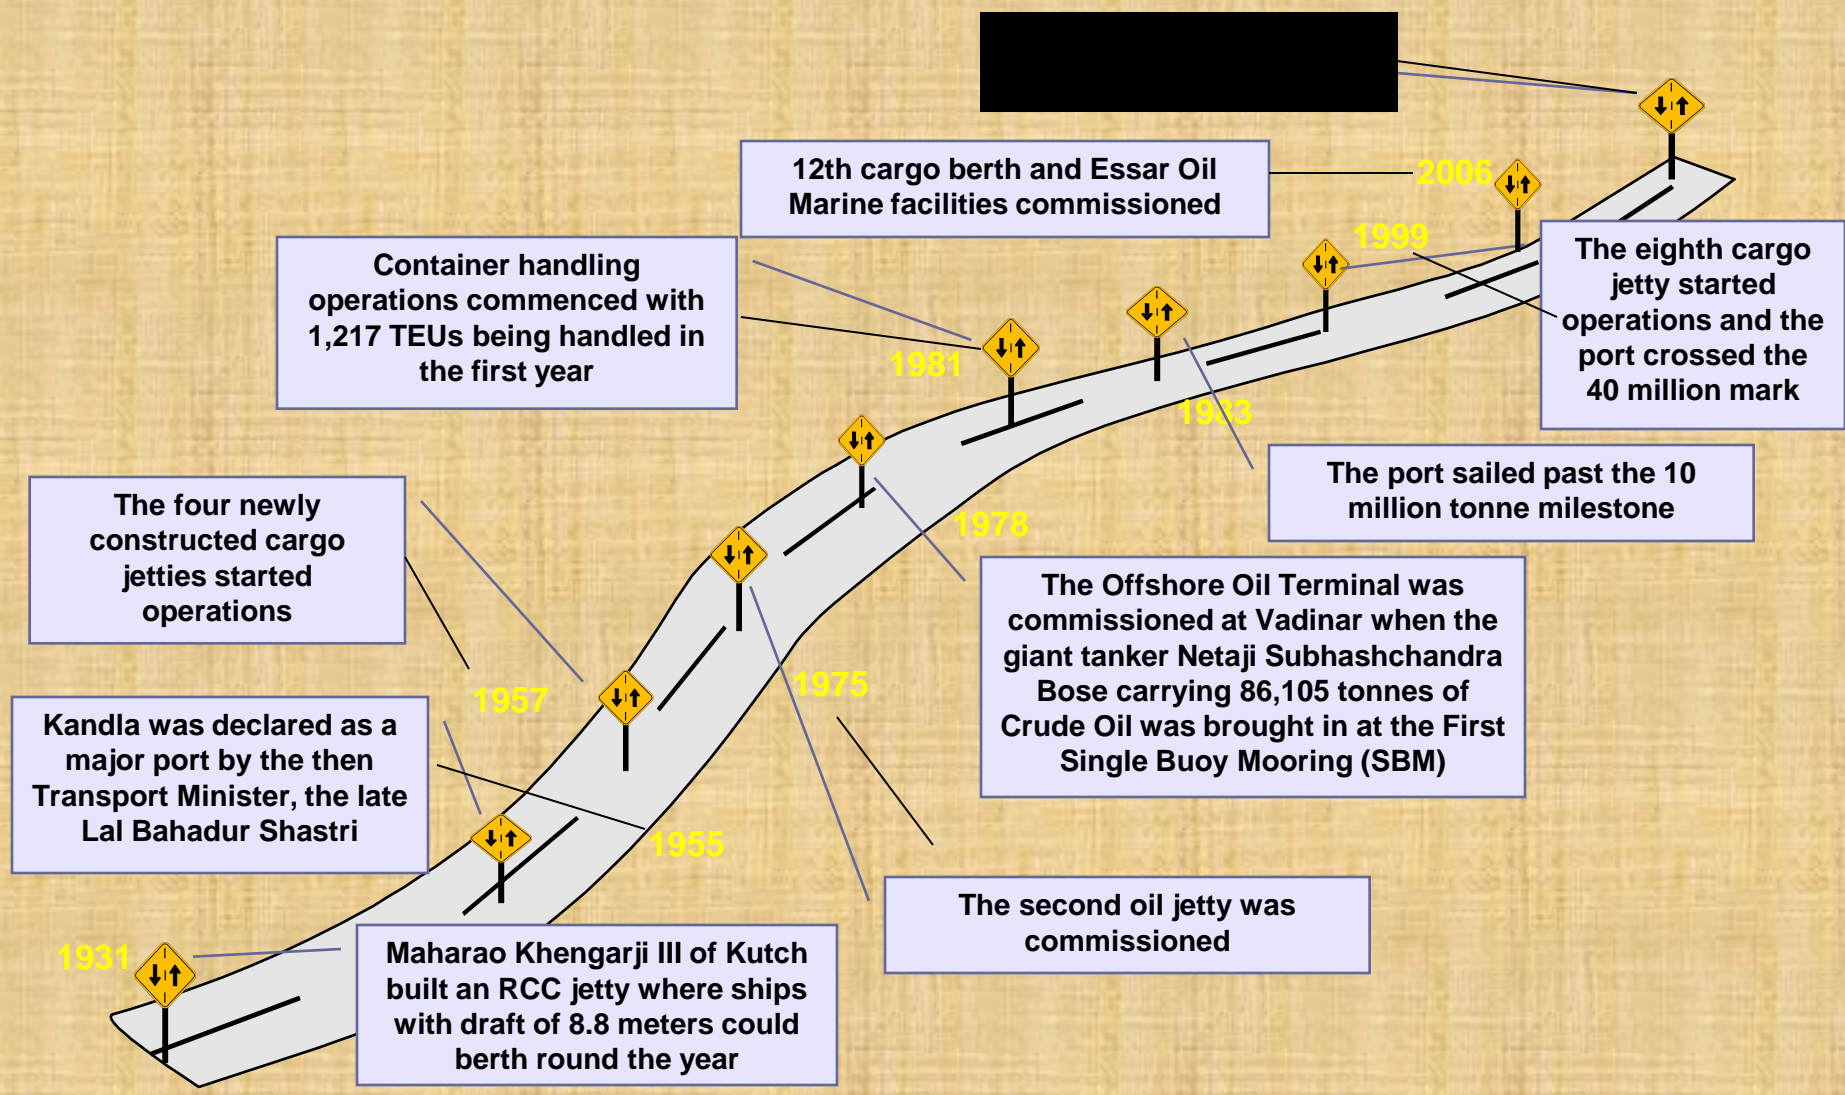 12th cargo berth and Essar Oil
Marine facilities commissioned
2006
1999
The eighth cargo
jetty started
operations and the
port crossed the
40 million mark
Container handling
operations commenced with
1,217 TEUs being handled in
the first year
1981
1983
The port sailed past the 10
million tonne milestone
The four newly
constructed cargo
jetties started
operations
1978
The Offshore Oil Terminal was
commissioned at Vadinar when the
giant tanker Netaji Subhashchandra
Bose carrying 86,105 tonnes of
Crude Oil was brought in at the First
Single Buoy Mooring (SBM)
1957
1975
Kandla was declared as a
major port by the then
Transport Minister, the late
Lal Bahadur Shastri
1955
The second oil jetty was
commissioned
1931
Maharao Khengarji III of Kutch
built an RCC jetty where ships
with draft of 8.8 meters could
berth round the year